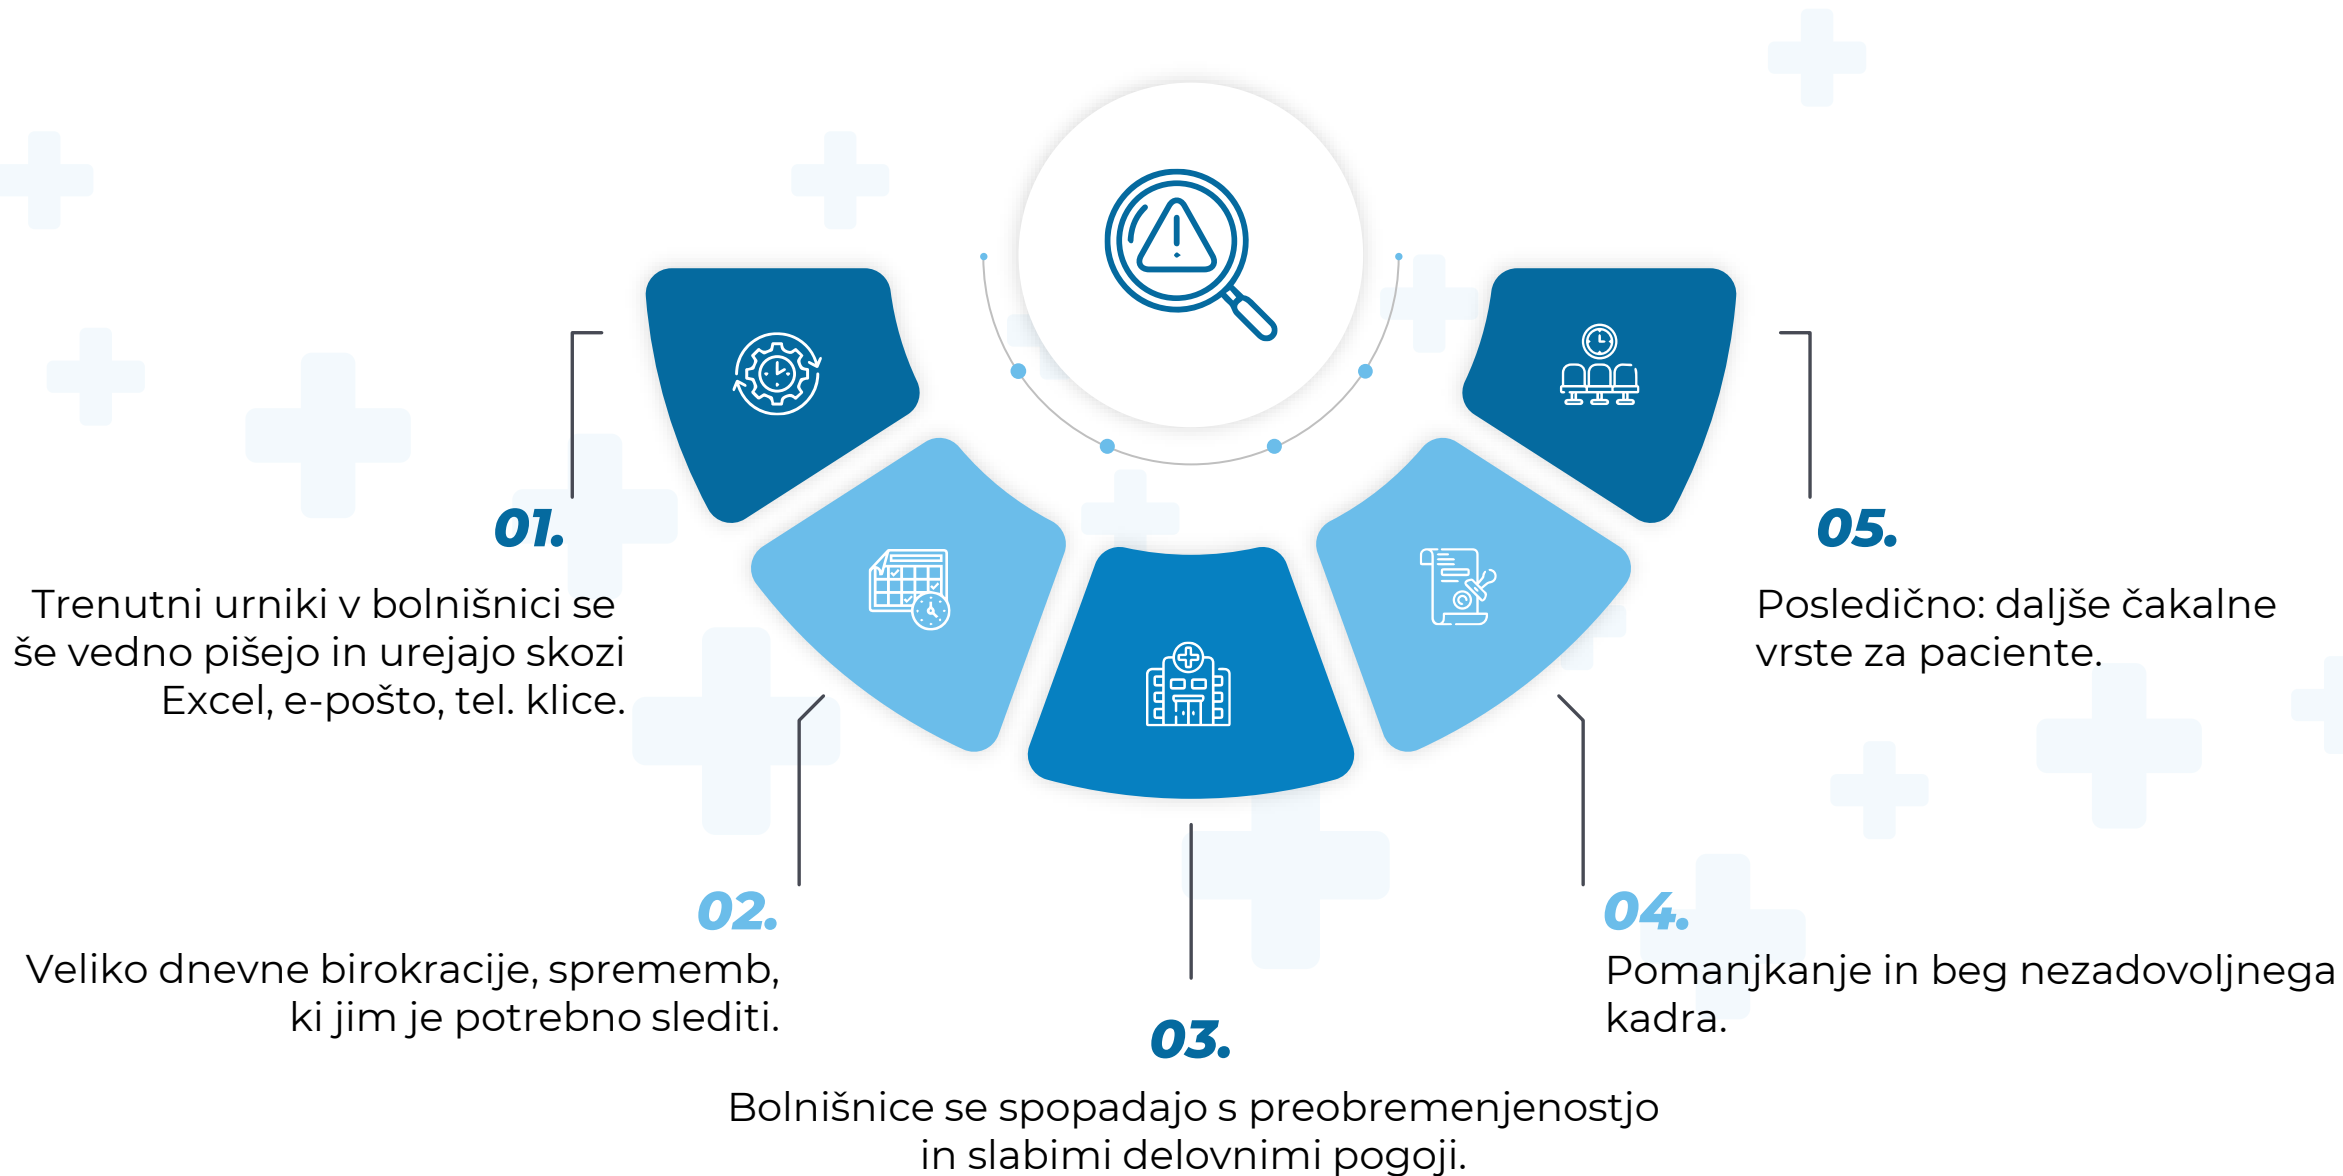 01.
Trenutni urniki v bolnišnici se
še vedno pišejo in urejajo skozi
Excel, e-pošto, tel. klice.
02.
Veliko dnevne birokracije, sprememb,
ki jim je potrebno slediti.
03.
Bolnišnice se spopadajo s preobremenjenostjo
in slabimi delovnimi pogoji.
04.
Pomanjkanje in beg nezadovoljnega
kadra.
05.
Posledično: daljše čakalne
vrste za paciente.